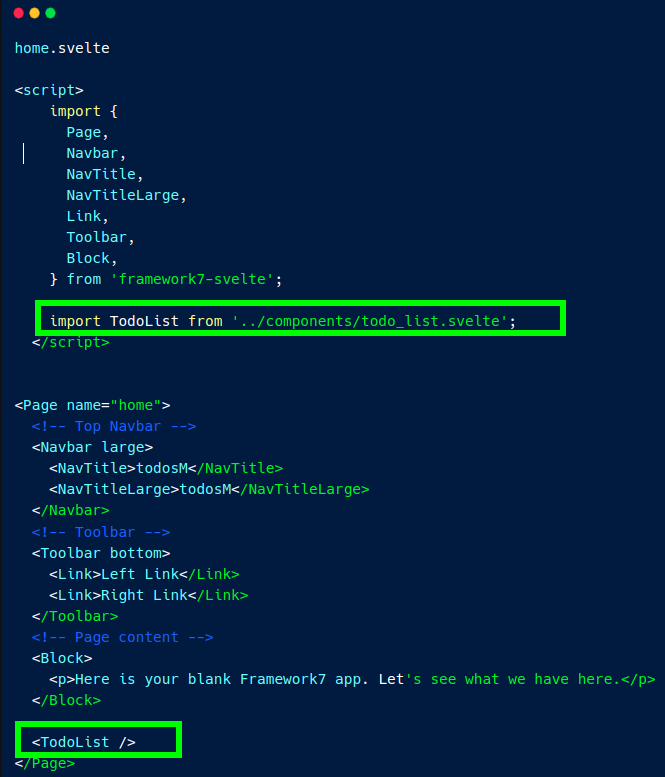 home.svelte
<script>
import {
Page,
Navbar,
NavTitle,
NavTitleLarge,
Link,
Toolbar,
Block,
} from 'framework7-svelte';
import TodoList from '../components/todo_list.svelte';
</script>
<Page name="home">
<!-- Top Navbar -->
<Navbar large>
<NavTitle>todosM</NavTitle>
<NavTitleLarge>todosM</NavTitleLarge>
</Navbar>
<!-- Toolbar -->
<Toolbar bottom>
<Link>Left Link</Link>
<Link>Right Link</Link>
</Toolbar>
<!-- Page content -->
<Block>
<p>Here is your blank Framework7 app. Let's see what we have here.</p>
</Block>
<TodoList />
</Page>